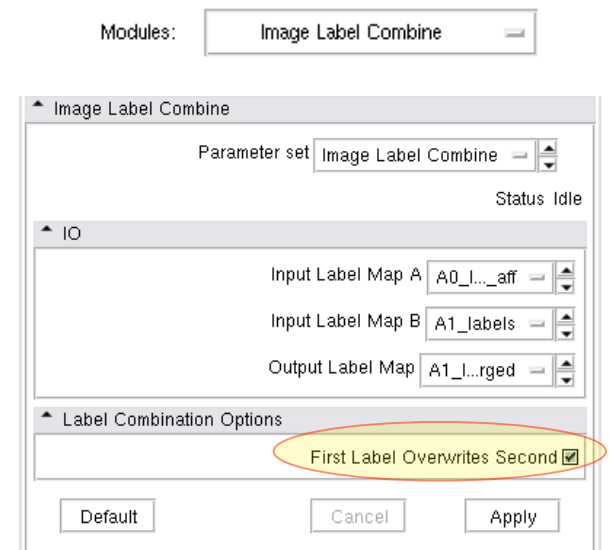 Modules: Image Label Combine
Image Label Combine
Parameter set Image Label Combine
Status Idle
IO
Input Label Map A A0_l..._aff
Input Label Map B A1_labels
Output Label Map A1_l...rged
Label Combination Options
First Label Overwrites Second
Default Cancel Apply